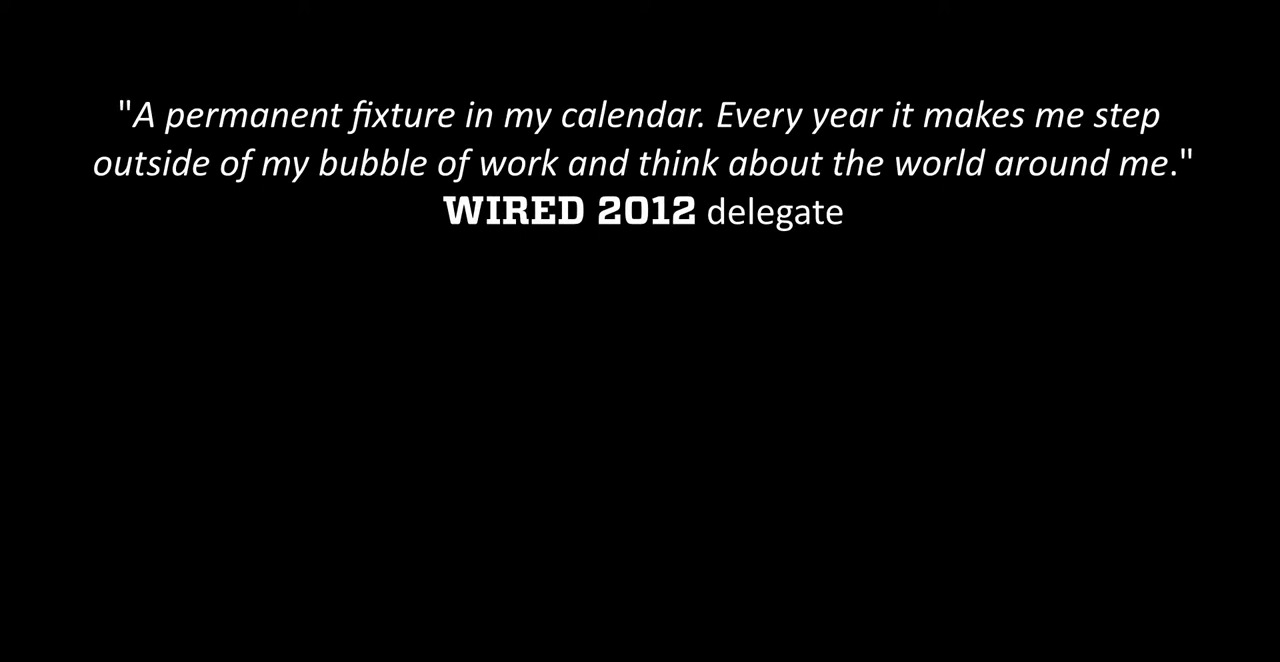 "A permanent fixture in my calendar. Every year it makes me step
outside of my bubble of work and think about the world around me."
WIRED 2012 delegate